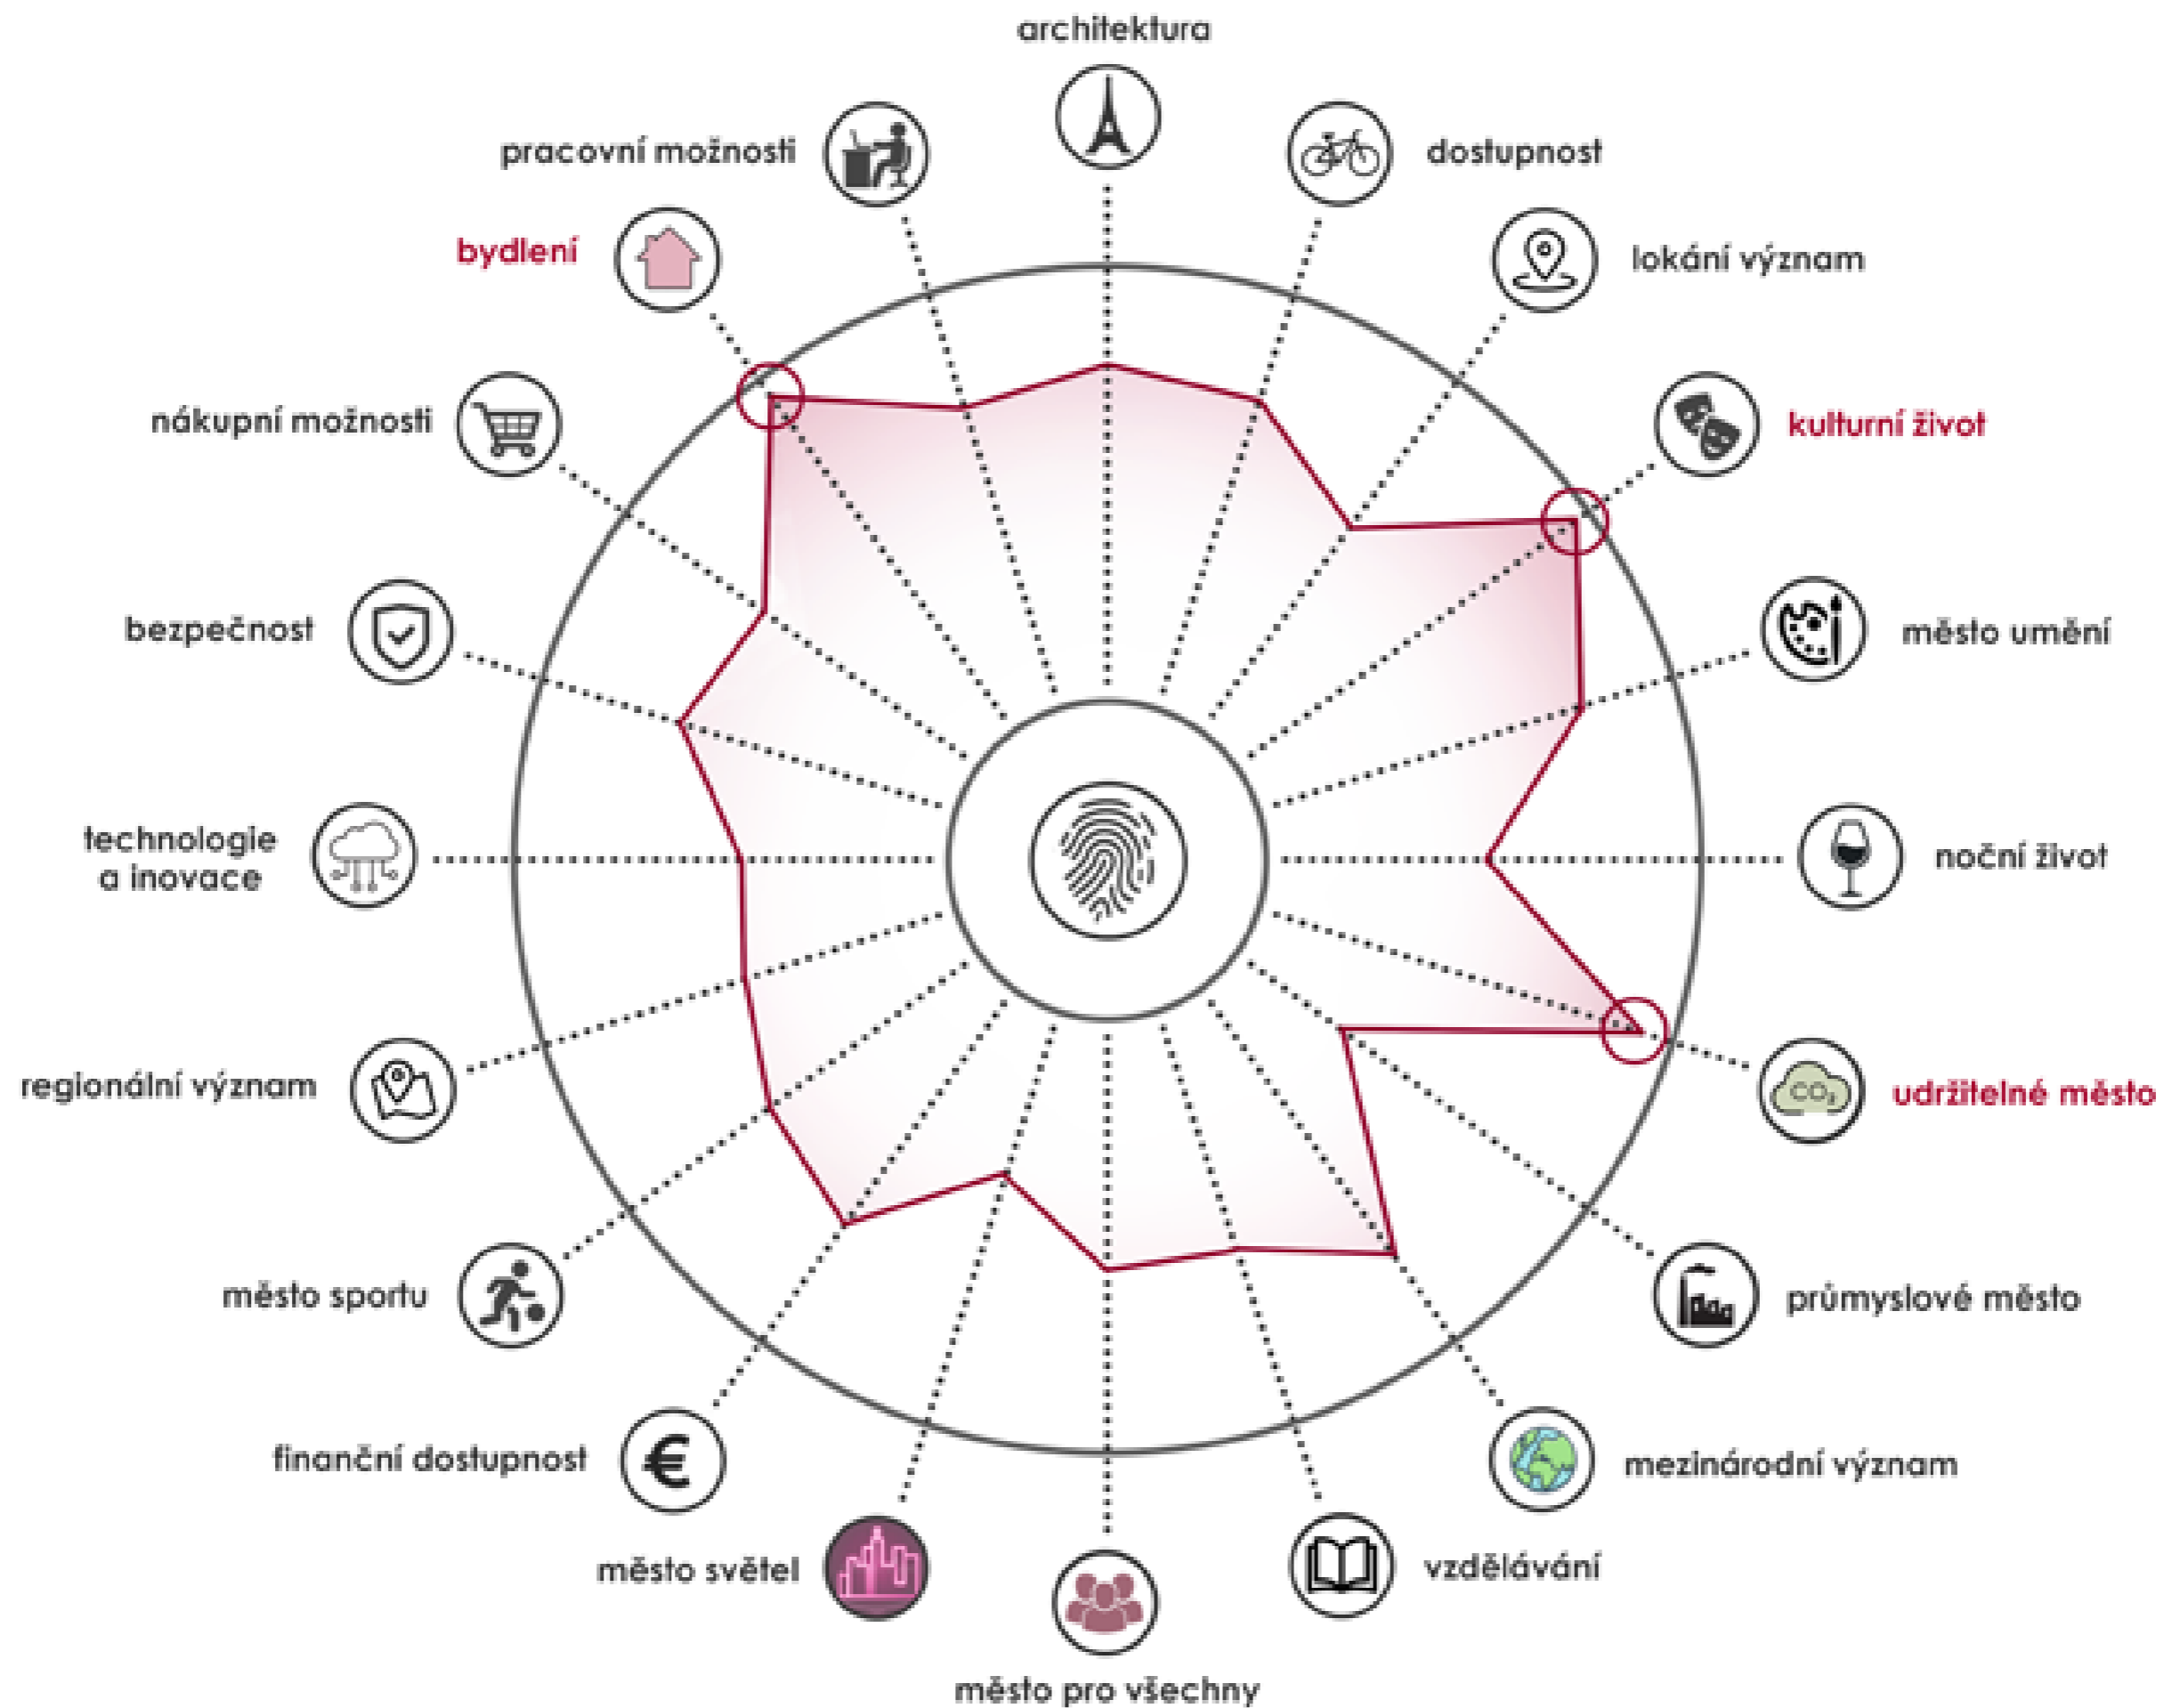 architektura
pracovní možnosti
dostupnost
bydlení
lokání význam
nákupní možnosti
kulturní život
bezpečnost
město umění
technologie
a inovace
noční život
regionální význam
CO₂
udržitelné město
město sportu
průmyslové město
finanční dostupnost
€
mezinárodní význam
město světel
vzdělávání
město pro všechny